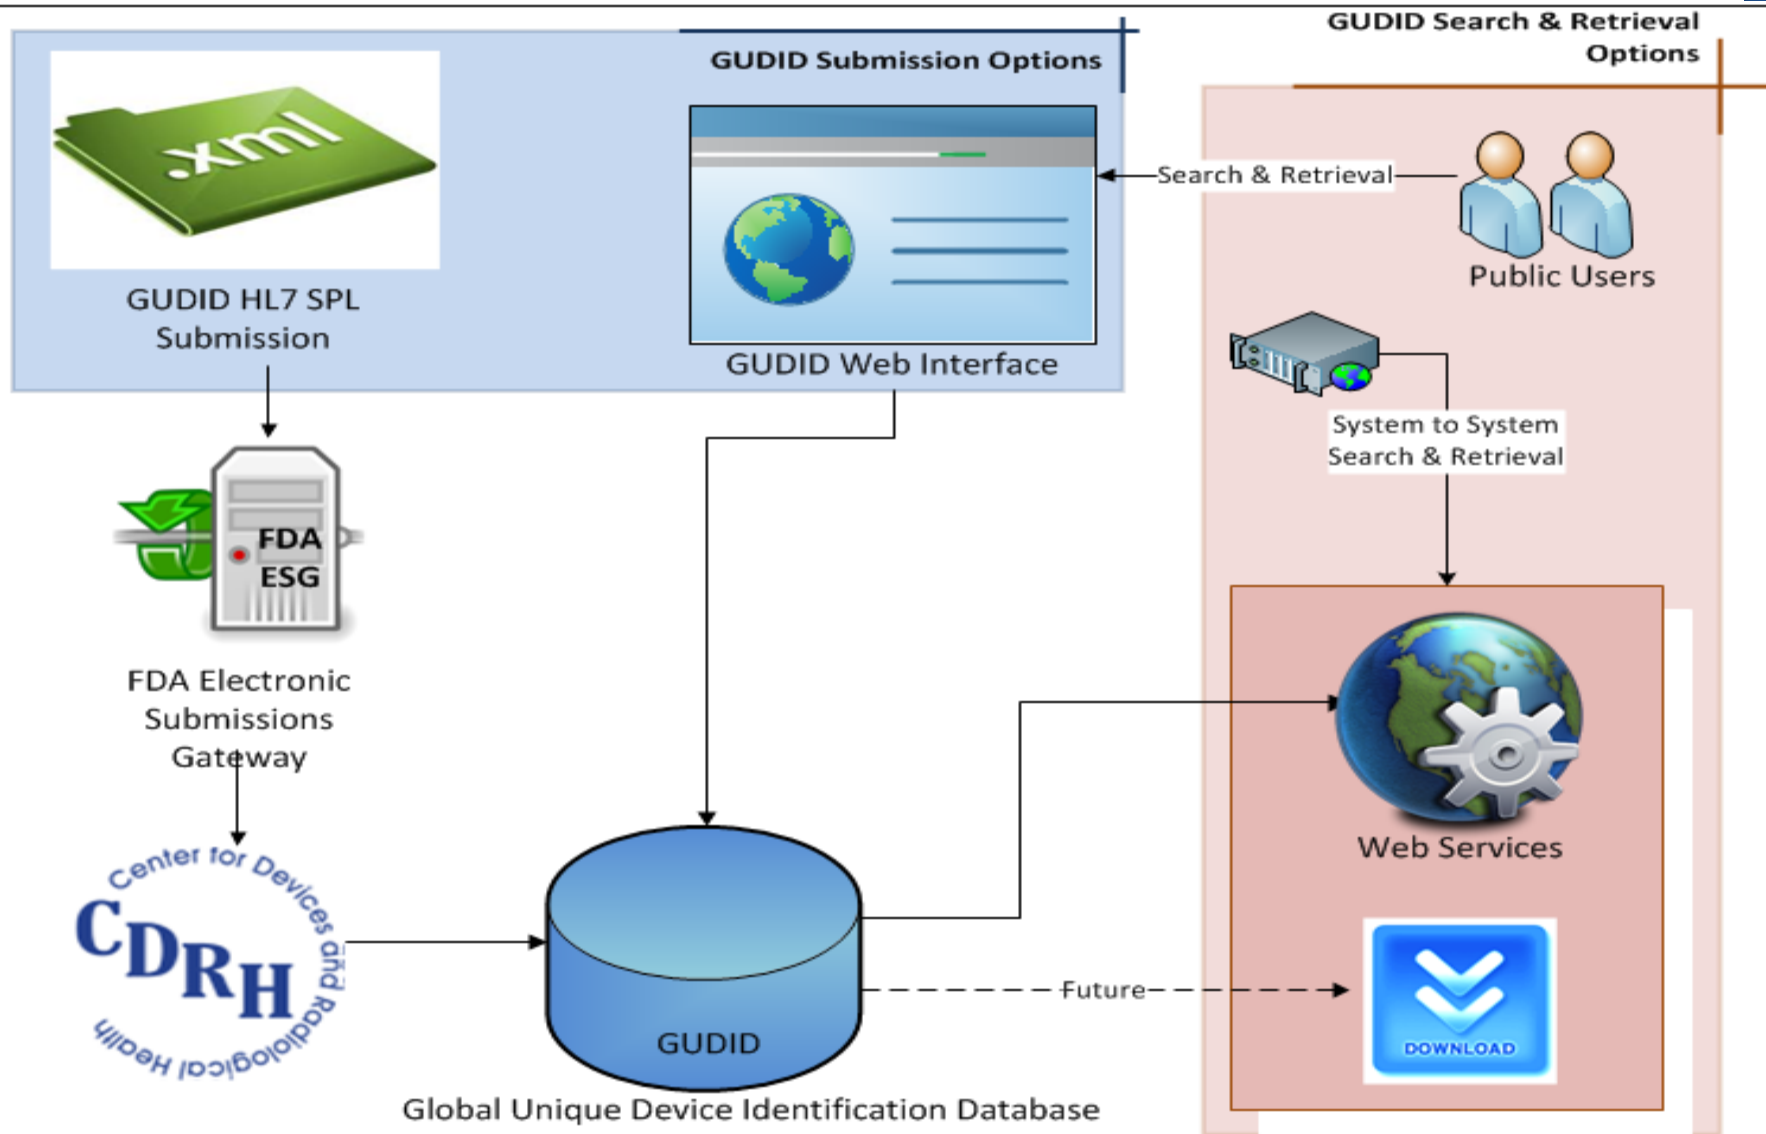 GUDID Submission Options
GUDID Search & Retrieval
Options
.xml
GUDID HL7 SPL
Submission
GUDID Web Interface
Search & Retrieval
Public Users
System to System
Search & Retrieval
FDA
ESG
FDA Electronic
Submissions
Gateway
Center for Devices and Radiological Health
CDRH
GUDID
Global Unique Device Identification Database
Web Services
Future
DOWNLOAD